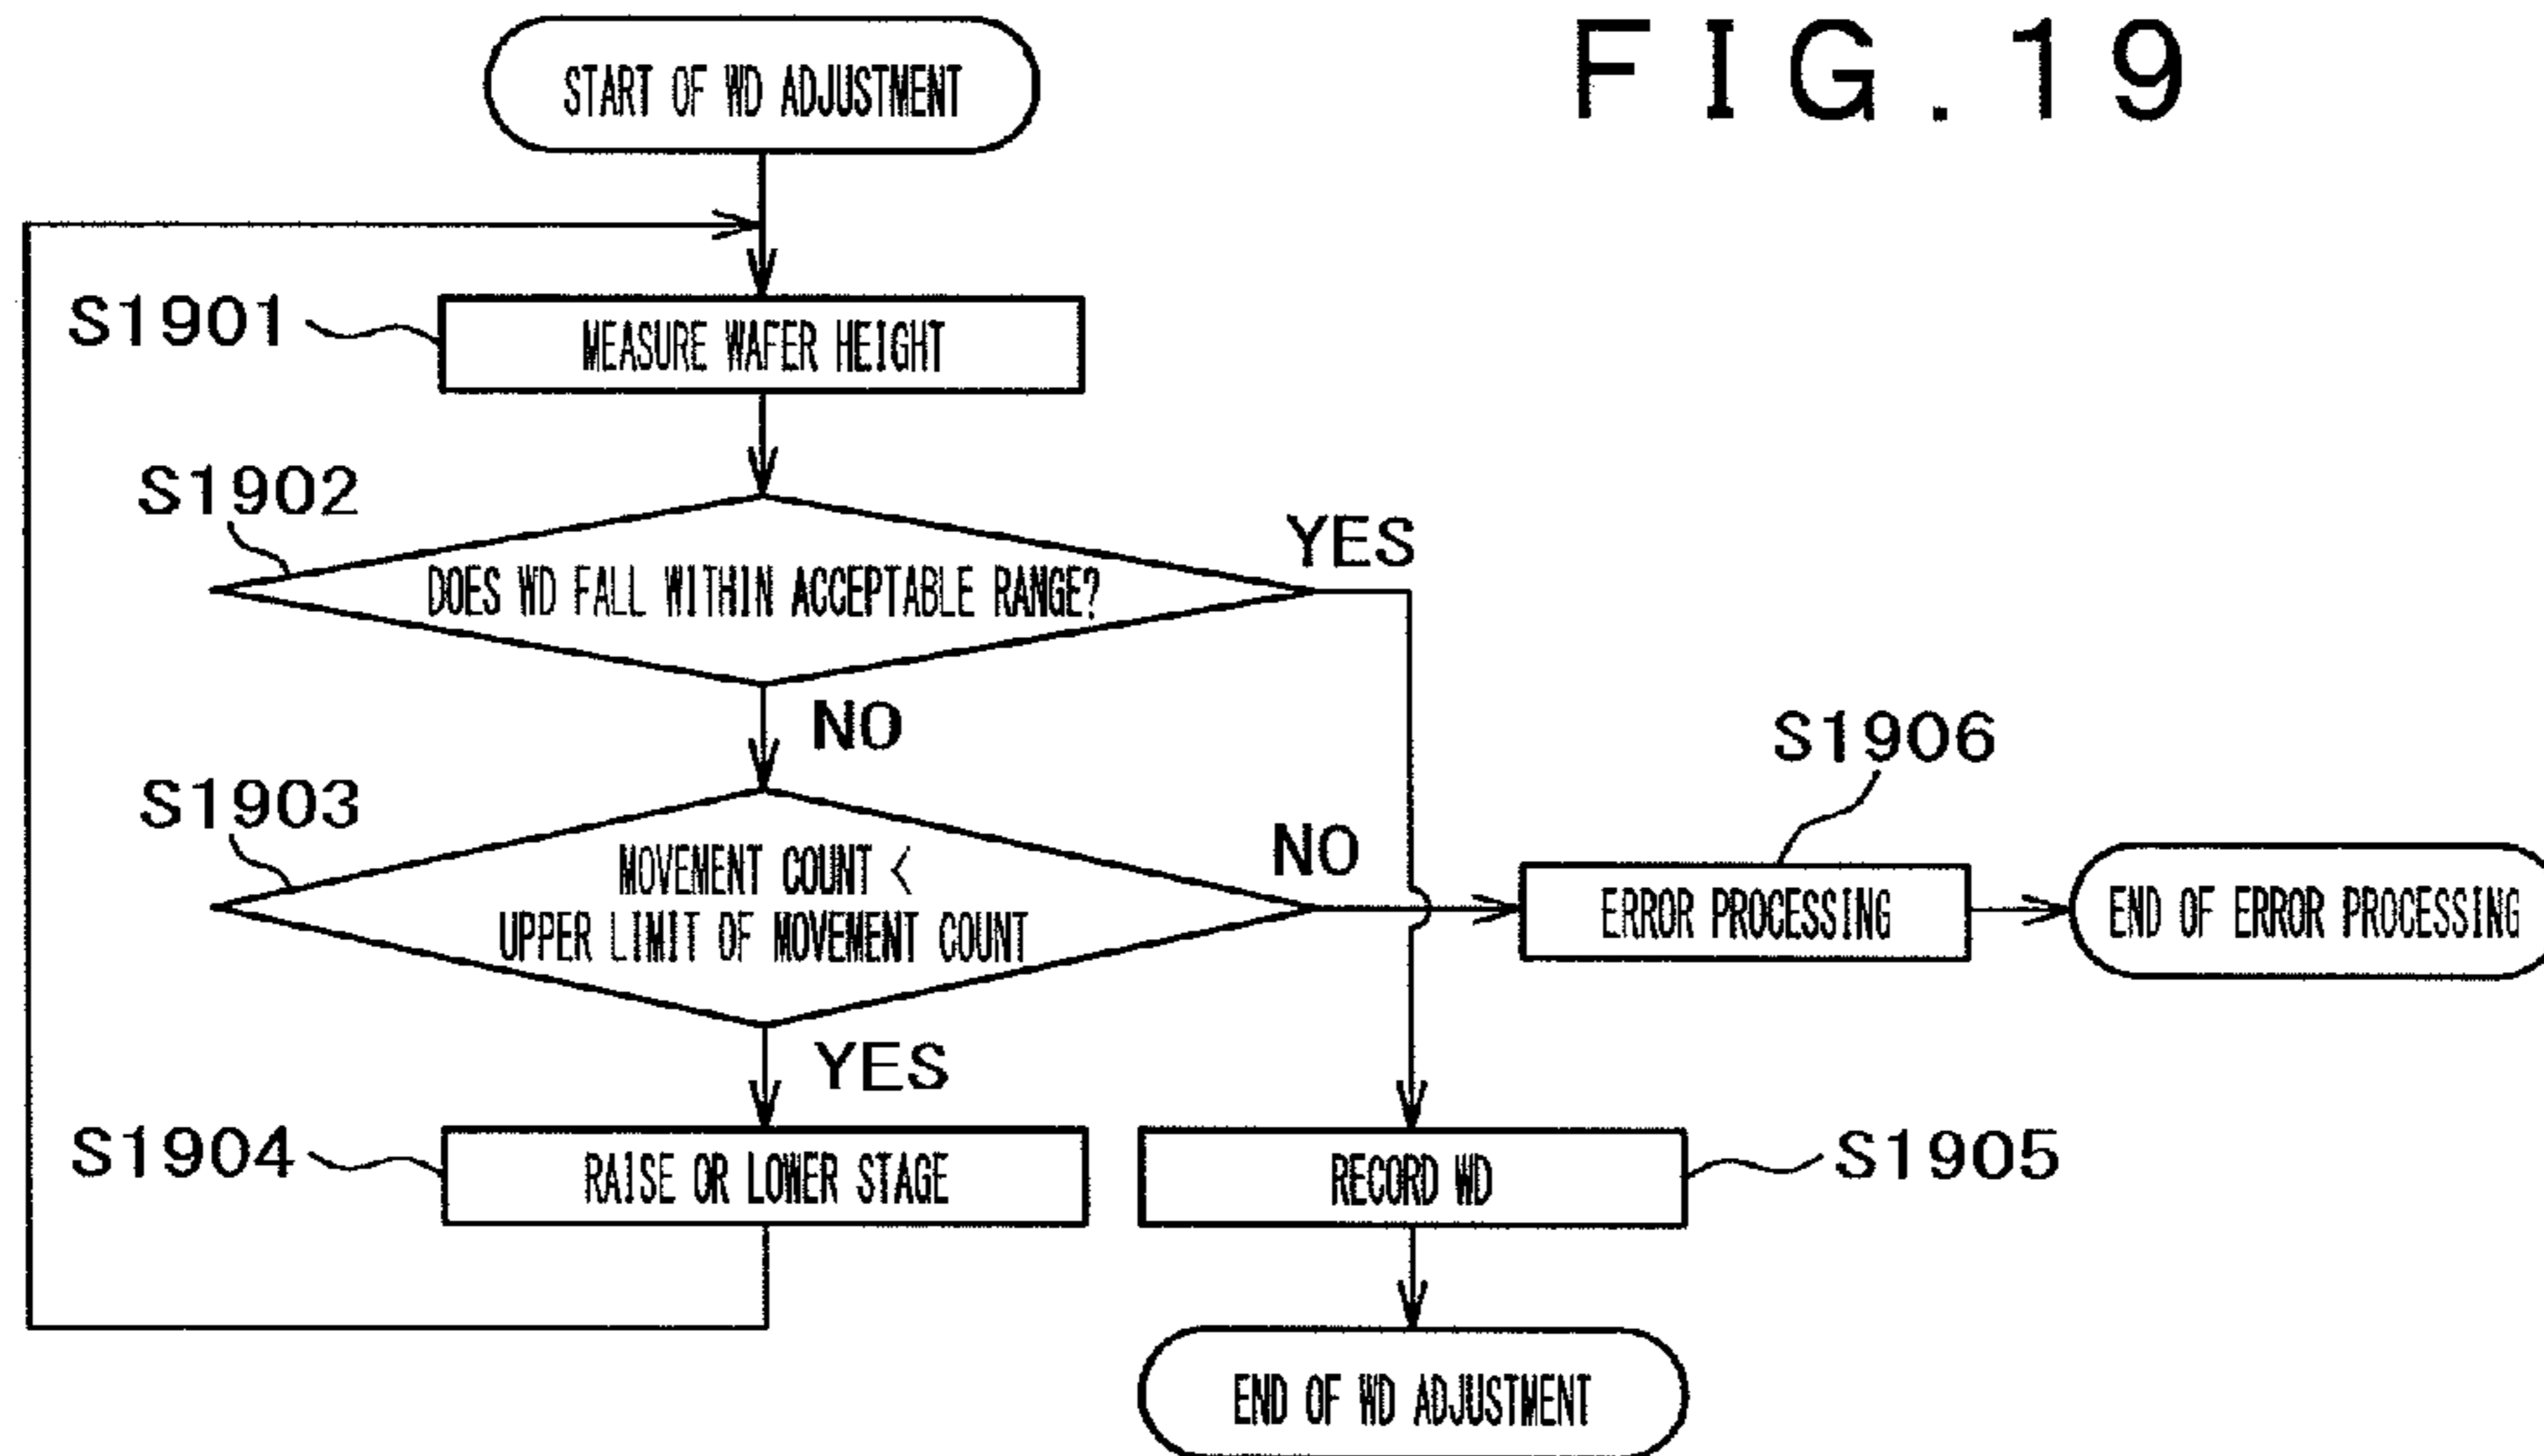 FIG.19
START OF WD ADJUSTMENT
S1901
MEASURE WAFER HEIGHT
S1902
YES
DOES WD FALL WITHIN ACCEPTABLE RANGE?
NO
S1906
S1903
NO
MOVEMENT COUNT <
UPPER LIMIT OF MOVEMENT COUNT
ERROR PROCESSING
END OF ERROR PROCESSING
YES
S1904
RAISE OR LOWER STAGE
RECORD WD
S1905
END OF WD ADJUSTMENT